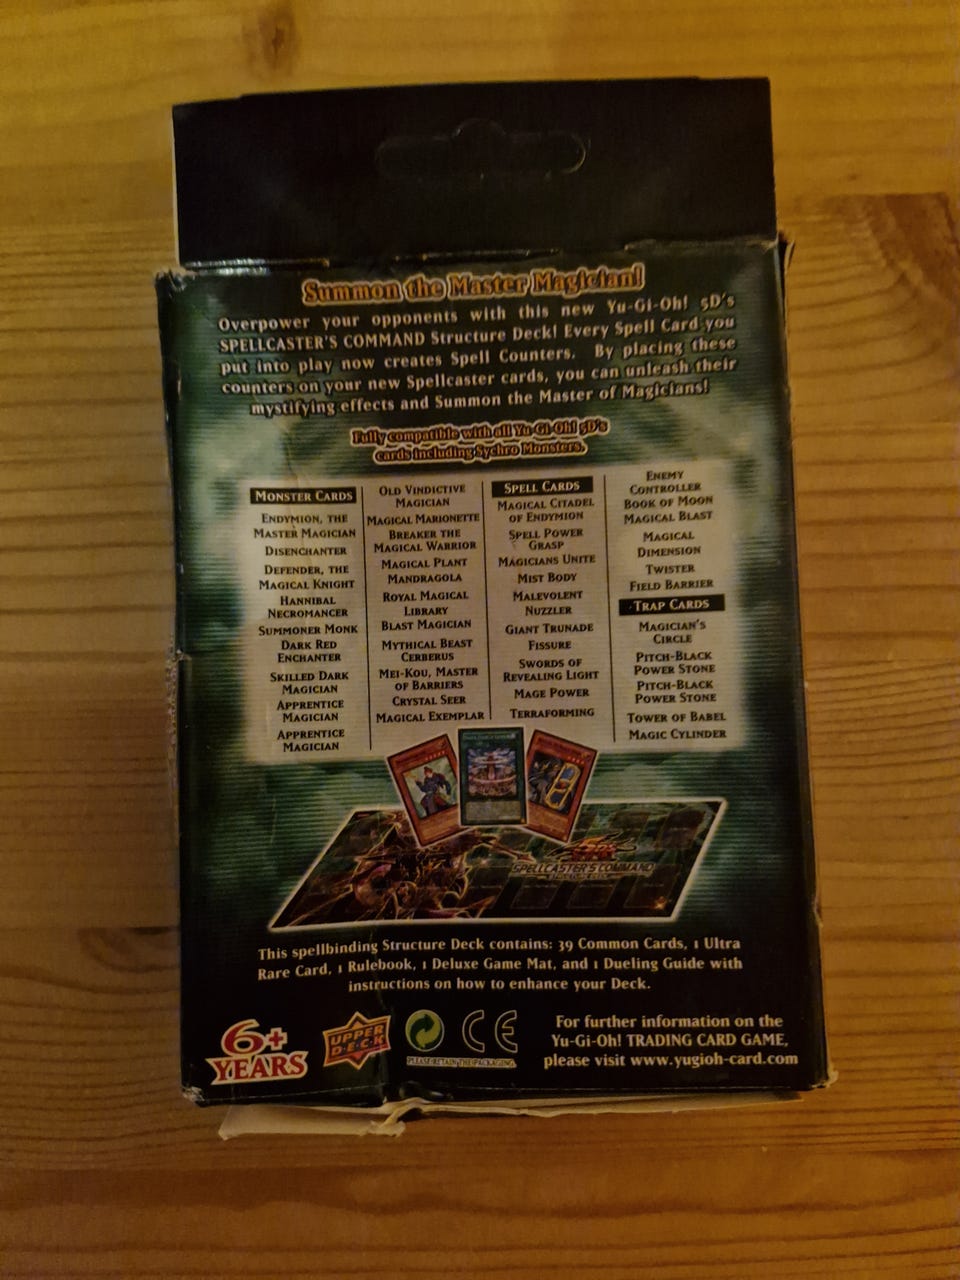 Summon the Master Magician!
Overpower your opponents with this new Yu-Gi-Oh! 5D's
SPELLCASTER'S COMMAND Structure Deck! Every Spell Card you
put into play now creates Spell Counters. By placing these
counters on your new Spellcaster cards, you can unleash their
mystifying effects and Summon the Master of Magicians!
Fully compatible with all Yu-Gi-Oh! 5D's
cards including Sychro Monsters.
MONSTER CARDS
ENDYMION, THE
MASTER MAGICIAN
DISENCHANTER
DEFENDER, THE
MAGICAL KNIGHT
HANNIBAL
NECROMANCER
SUMMONER MONK
DARK RED
ENCHANTER
SKILLED DARK
MAGICIAN
APPRENTICE
MAGICIAN
APPRENTICE
MAGICIAN
OLD VINDICTIVE
MAGICIAN
MAGICAL MARIONETTE
BREAKER THE
MAGICAL WARRIOR
MAGICAL PLANT
MANDRAGOLA
ROYAL MAGICAL
LIBRARY
BLAST MAGICIAN
MYTHICAL BEAST
CERBERUS
MEI-KOU, MASTER
OF BARRIERS
CRYSTAL SEER
MAGICAL EXEMPLAR
SPELL CARDS
MAGICAL CITADEL
OF ENDYMION
SPELL POWER
GRASP
MAGICIANS UNITE
MIST BODY
MALEVOLENT
NUZZLER
GIANT TRUNADE
FISSURE
SWORDS OF
REVEALING LIGHT
MAGE POWER
TERRAFORMING
ENEMY
CONTROLLER
BOOK OF MOON
MAGICAL BLAST
MAGICAL
DIMENSION
TWISTER
FIELD BARRIER
TRAP CARDS
MAGICIAN'S
CIRCLE
PITCH-BLACK
POWER STONE
PITCH-BLACK
POWER STONE
TOWER OF BABEL
MAGIC CYLINDER
SPELLCASTER'S COMMAND
This spellbinding Structure Deck contains: 39 Common Cards, 1 Ultra
Rare Card, 1 Rulebook, 1 Deluxe Game Mat, and 1 Dueling Guide with
instructions on how to enhance your Deck.
6+
YEARS
UPPER
D·E·C·K
PLEASE RETAIN THE PACKAGING.
CE
For further information on the
Yu-Gi-Oh! TRADING CARD GAME,
please visit www.yugioh-card.com